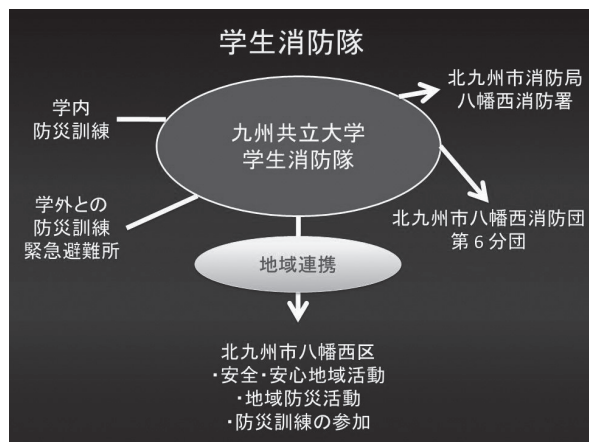 学生消防隊
九州共立大学
学生消防隊
北九州市消防局
八幡西消防署
学内
防災訓練
学外との
防災訓練
緊急避難所
北九州市八幡西消防団
第6分団
地域連携
北九州市八幡西区
・安全・安心地域活動
・地域防災活動
・防災訓練の参加